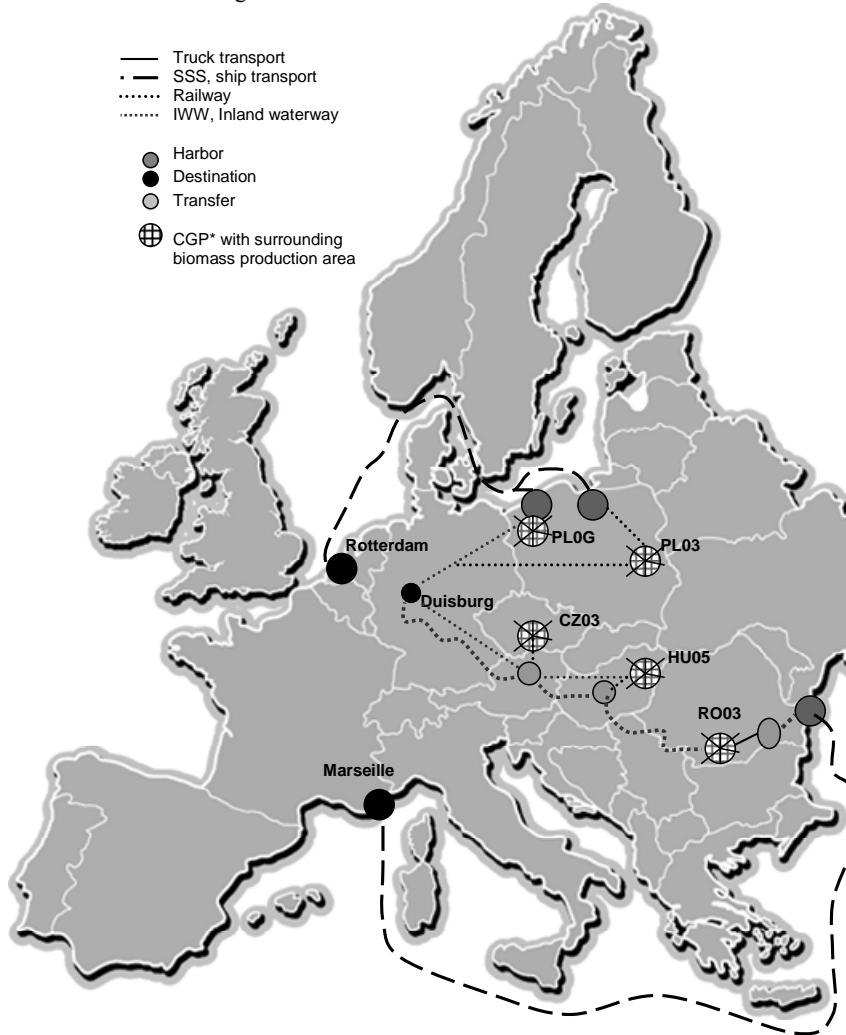 Truck transport
SSS, ship transport
Railway
IWW, Inland waterway
Harbor
Destination
Transfer
CGP* with surrounding
biomass production area
Rotterdam
PL0G
PL03
Duisburg
CZ03
HU05
RO03
Marseille